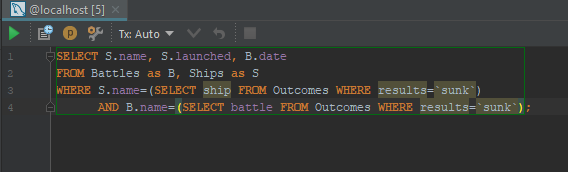 @localhost [5]
Tx: Auto
1 SELECT S.name, S.launched, B.date
2 FROM Battles as B, Ships as S
3 WHERE S.name=(SELECT ship FROM Outcomes WHERE results=`sunk`)
4 AND B.name=(SELECT battle FROM Outcomes WHERE results=`sunk`);